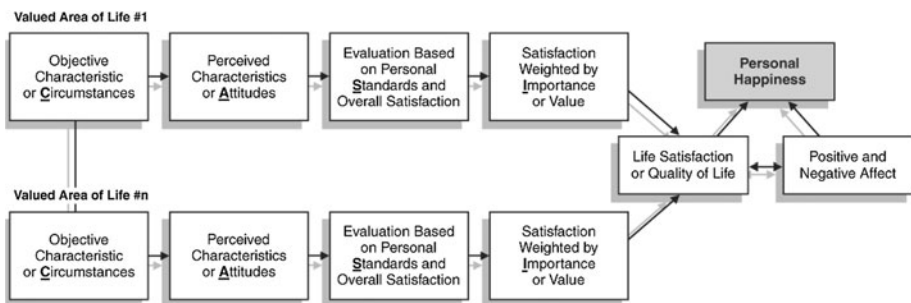 Valued Area of Life #1
Objective
Characteristic
or Circumstances
Perceived
Characteristics
or Attitudes
Evaluation Based
on Personal
Standards and
Overall Satisfaction
Satisfaction
Weighted by
Importance
or Value
Personal
Happiness
Life Satisfaction
or Quality of Life
Positive and
Negative Affect
Valued Area of Life #n
Objective
Characteristic
or Circumstances
Perceived
Characteristics
or Attitudes
Evaluation Based
on Personal
Standards and
Overall Satisfaction
Satisfaction
Weighted by
Importance
or Value